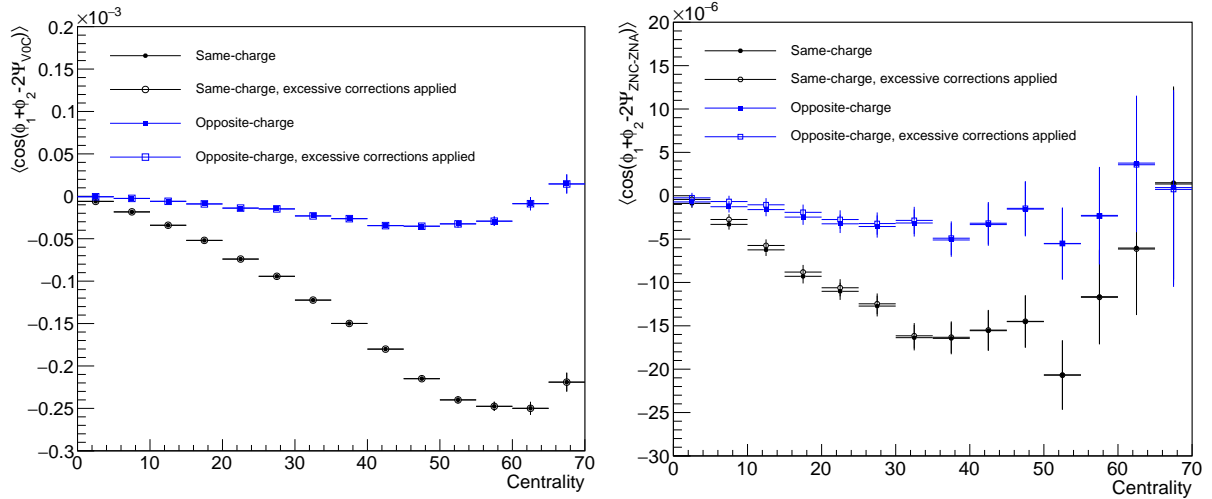 ×10⁻³
⟨cos(ϕ₁+ϕ₂-2Ψ_V0C)⟩
0.2
0.15
0.1
0.05
0
−0.05
−0.1
−0.15
−0.2
−0.25
−0.3
Same-charge
Same-charge, excessive corrections applied
Opposite-charge
Opposite-charge, excessive corrections applied
0 10 20 30 40 50 60 70
Centrality
×10⁻⁶
⟨cos(ϕ₁+ϕ₂-2Ψ_ZNC-ZNA)⟩
20
15
10
5
0
−5
−10
−15
−20
−25
−30
Same-charge
Same-charge, excessive corrections applied
Opposite-charge
Opposite-charge, excessive corrections applied
0 10 20 30 40 50 60 70
Centrality